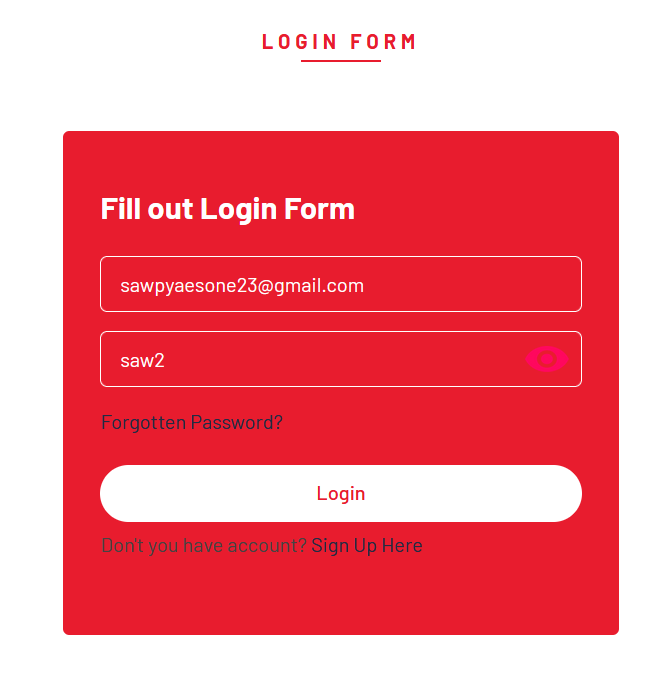 LOGIN FORM
Fill out Login Form
sawpyaesone23@gmail.com
saw2
Forgotten Password?
Login
Don't you have account? Sign Up Here